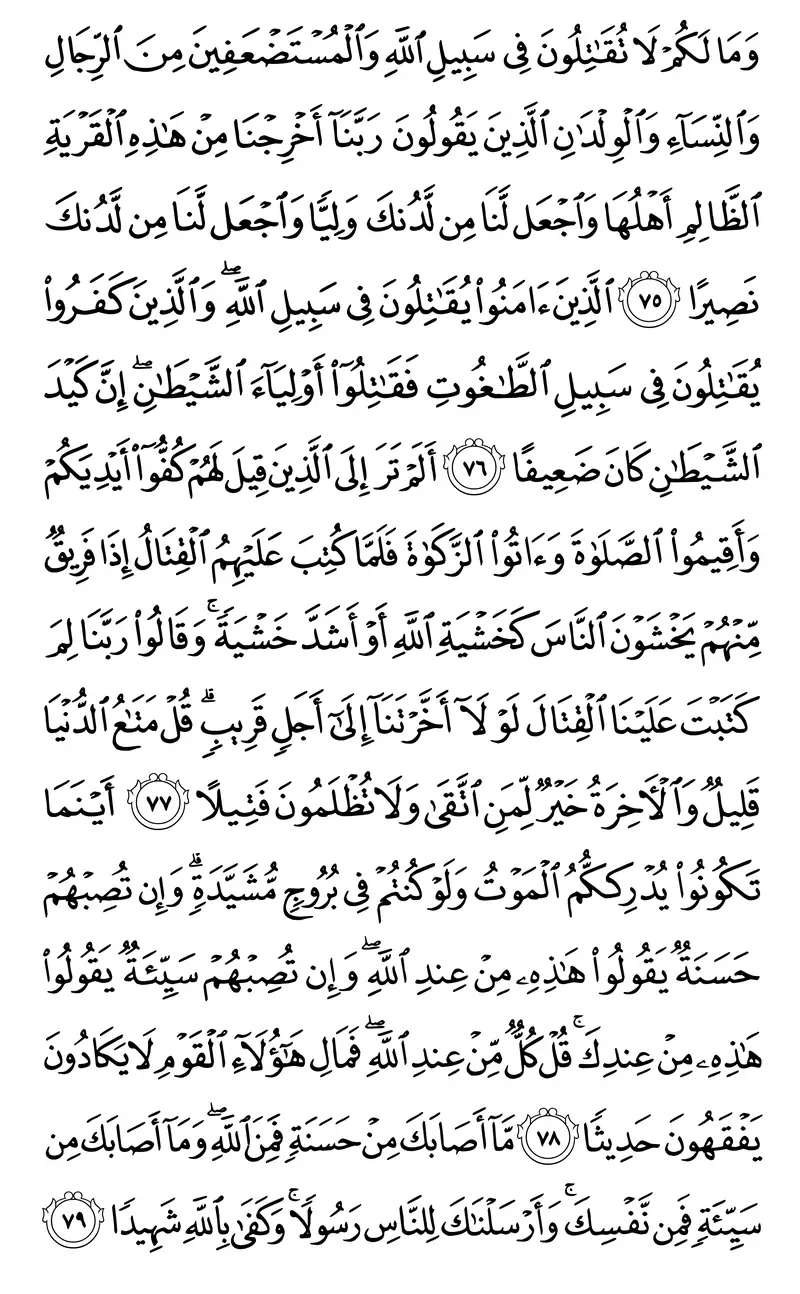 وَمَا لَكُمۡ لَا تُقَٰتِلُونَ فِي سَبِيلِ ٱللَّهِ وَٱلۡمُسۡتَضۡعَفِينَ مِنَ ٱلرِّجَالِ
وَٱلنِّسَآءِ وَٱلۡوِلۡدَٰنِ ٱلَّذِينَ يَقُولُونَ رَبَّنَآ أَخۡرِجۡنَا مِنۡ هَٰذِهِ ٱلۡقَرۡيَةِ
ٱلظَّالِمِ أَهۡلُهَا وَٱجۡعَل لَّنَا مِن لَّدُنكَ وَلِيّٗا وَٱجۡعَل لَّنَا مِن لَّدُنكَ
نَصِيرًا ٧٥ ٱلَّذِينَ ءَامَنُواْ يُقَٰتِلُونَ فِي سَبِيلِ ٱللَّهِۖ وَٱلَّذِينَ كَفَرُواْ
يُقَٰتِلُونَ فِي سَبِيلِ ٱلطَّٰغُوتِ فَقَٰتِلُوٓاْ أَوۡلِيَآءَ ٱلشَّيۡطَٰنِۖ إِنَّ كَيۡدَ
ٱلشَّيۡطَٰنِ كَانَ ضَعِيفًا ٧٦ أَلَمۡ تَرَ إِلَى ٱلَّذِينَ قِيلَ لَهُمۡ كُفُّوٓاْ أَيۡدِيَكُمۡ
وَأَقِيمُواْ ٱلصَّلَوٰةَ وَءَاتُواْ ٱلزَّكَوٰةَ فَلَمَّا كُتِبَ عَلَيۡهِمُ ٱلۡقِتَالُ إِذَا فَرِيقٞ
مِّنۡهُمۡ يَخۡشَوۡنَ ٱلنَّاسَ كَخَشۡيَةِ ٱللَّهِ أَوۡ أَشَدَّ خَشۡيَةٗۚ وَقَالُواْ رَبَّنَا لِمَ
كَتَبۡتَ عَلَيۡنَا ٱلۡقِتَالَ لَوۡ لَآ أَخَّرۡتَنَآ إِلَىٰٓ أَجَلٖ قَرِيبٖۗ قُلۡ مَتَٰعُ ٱلدُّنۡيَا
قَلِيلٞ وَٱلۡأٓخِرَةُ خَيۡرٞ لِّمَنِ ٱتَّقَىٰ وَلَا تُظۡلَمُونَ فَتِيلًا ٧٧ أَيۡنَمَا
تَكُونُواْ يُدۡرِككُّمُ ٱلۡمَوۡتُ وَلَوۡ كُنتُمۡ فِي بُرُوجٖ مُّشَيَّدَةٖۗ وَإِن تُصِبۡهُمۡ
حَسَنَةٞ يَقُولُواْ هَٰذِهِۦ مِنۡ عِندِ ٱللَّهِۖ وَإِن تُصِبۡهُمۡ سَيِّئَةٞ يَقُولُواْ
هَٰذِهِۦ مِنۡ عِندِكَۚ قُلۡ كُلّٞ مِّنۡ عِندِ ٱللَّهِۖ فَمَالِ هَٰٓؤُلَآءِ ٱلۡقَوۡمِ لَا يَكَادُونَ
يَفۡقَهُونَ حَدِيثٗا ٧٨ مَّآ أَصَابَكَ مِنۡ حَسَنَةٖ فَمِنَ ٱللَّهِۖ وَمَآ أَصَابَكَ مِن
سَيِّئَةٖ فَمِن نَّفۡسِكَۚ وَأَرۡسَلۡنَٰكَ لِلنَّاسِ رَسُولٗاۚ وَكَفَىٰ بِٱللَّهِ شَهِيدٗا ٧٩